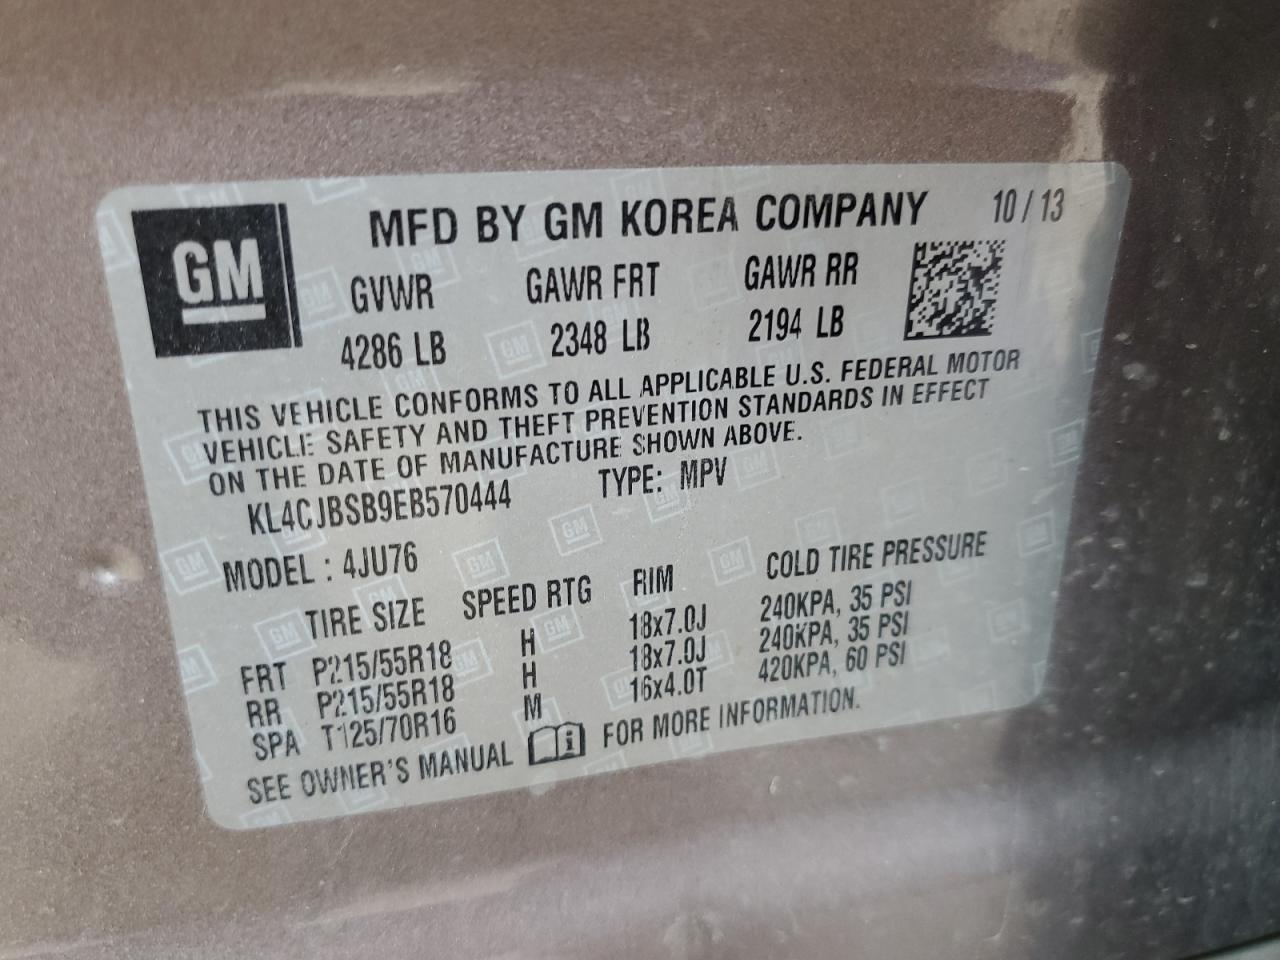 GM
MFD BY GM KOREA COMPANY 10 / 13
GVWR GAWR FRT GAWR RR
4286 LB 2348 LB 2194 LB
THIS VEHICLE CONFORMS TO ALL APPLICABLE U.S. FEDERAL MOTOR
VEHICLE SAFETY AND THEFT PREVENTION STANDARDS IN EFFECT
ON THE DATE OF MANUFACTURE SHOWN ABOVE.
KL4CJBSB9EB570444 TYPE: MPV
MODEL : 4JU76
TIRE SIZE SPEED RTG RIM COLD TIRE PRESSURE
FRT P215/55R18 H 18x7.0J 240KPA, 35 PSI
RR P215/55R18 H 18x7.0J 240KPA, 35 PSI
SPA T125/70R16 M 16x4.0T 420KPA, 60 PSI
SEE OWNER'S MANUAL i FOR MORE INFORMATION.